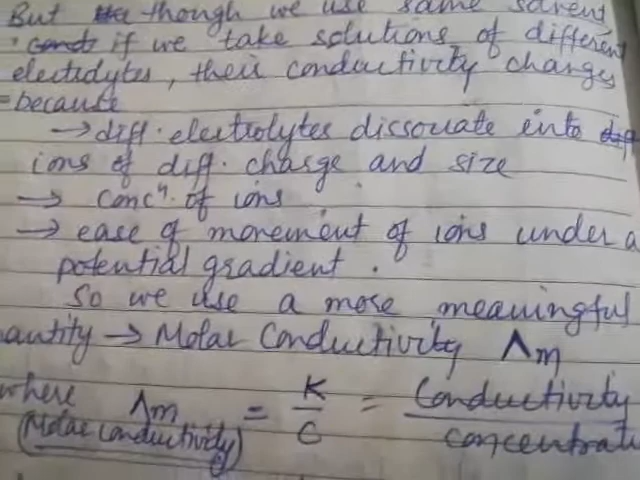 But though we use same solvent
if we take solutions of different
electrolytes, their conductivity changes
because
→ diff. electrolytes dissociate into
ions of diff. charge and size
→ concⁿ. of ions
→ ease of movement of ions under a
potential gradient.
So we use a more meaningful
antity → Molar Conductivity Λm
where Λm = K/C = Conductivity/concentrati
(Molar conductivity)